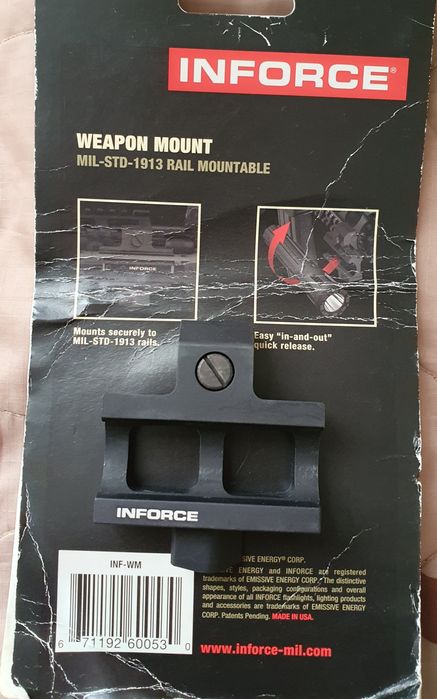 INFORCE®
WEAPON MOUNT
MIL-STD-1913 RAIL MOUNTABLE
INFORCE
Mounts securely to
MIL-STD-1913 rails.
Easy "in-and-out"
quick release.
INFORCE
INF-WM
6 71192 60053 0
ENERGY® CORP.
ENERGY and INFORCE are registered
trademarks of EMISSIVE ENERGY CORP. The distinctive
shapes, styles, packaging configurations and overall
appearance of all INFORCE flashlights, lighting products
and accessories are trademarks of EMISSIVE ENERGY
CORP. Patents Pending. MADE IN USA.
www.inforce-mil.com